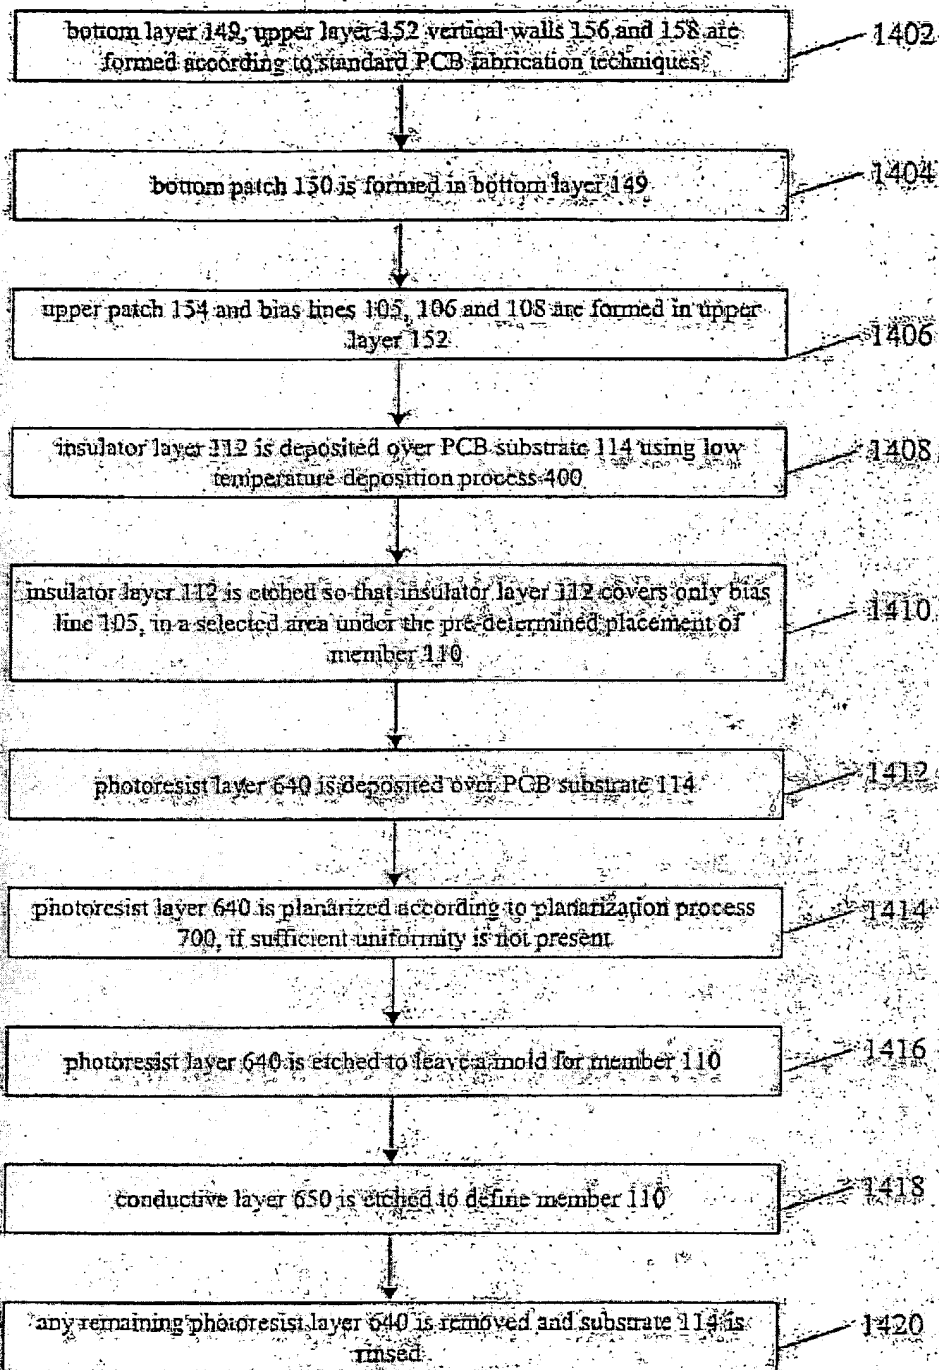 bottom layer 149, upper layer 152 vertical walls 156 and 158 are
formed according to standard PCB fabrication techniques
1402
bottom patch 150 is formed in bottom layer 149
1404
upper patch 154 and bias lines 105, 106 and 108 are formed in upper
layer 152
1406
insulator layer 112 is deposited over PCB substrate 114 using low
temperature deposition process 400
1408
insulator layer 112 is etched so that insulator layer 112 covers only bias
line 105, in a selected area under the pre-determined placement of
member 110
1410
photoresist layer 640 is deposited over PCB substrate 114
1412
photoresist layer 640 is planarized according to planarization process
700, if sufficient uniformity is not present
1414
photoresist layer 640 is etched to leave a mold for member 110
1416
conductive layer 650 is etched to define member 110
1418
any remaining photoresist layer 640 is removed and substrate 114 is
rinsed
1420